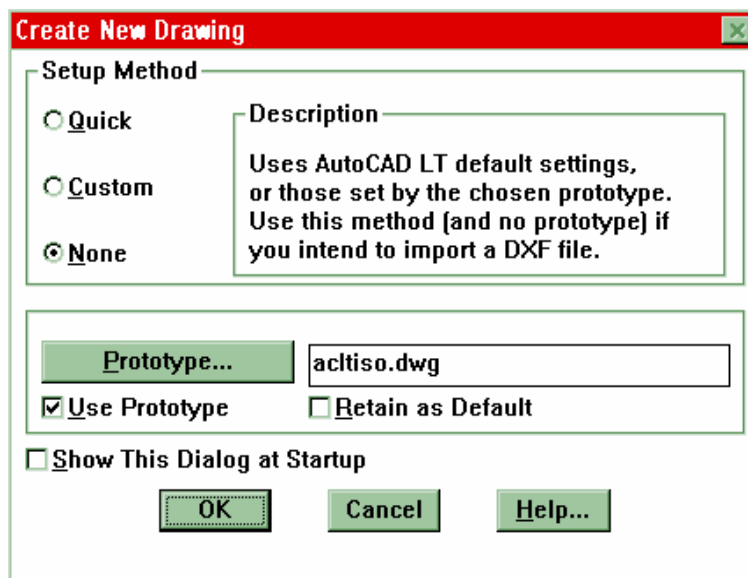 Create New Drawing
Setup Method
Quick
Custom
None
Description
Uses AutoCAD LT default settings,
or those set by the chosen prototype.
Use this method (and no prototype) if
you intend to import a DXF file.
Prototype...
acltiso.dwg
Use Prototype
Retain as Default
Show This Dialog at Startup
OK
Cancel
Help...